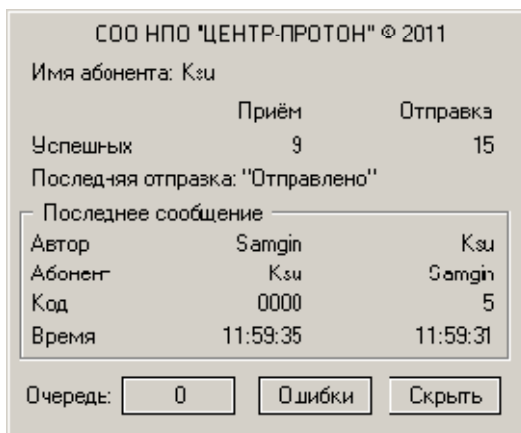 СОО НПО "ЦЕНТР-ПРОТОН" © 2011
Имя абонента: Ksu
Приём Отправка
Успешных 9 15
Последняя отправка: "Отправлено"
Последнее сообщение
Автор Samgin Ksu
Абонент Ksu Samgin
Код 0000 5
Время 11:59:35 11:59:31
Очередь: 0 Ошибки Скрыть